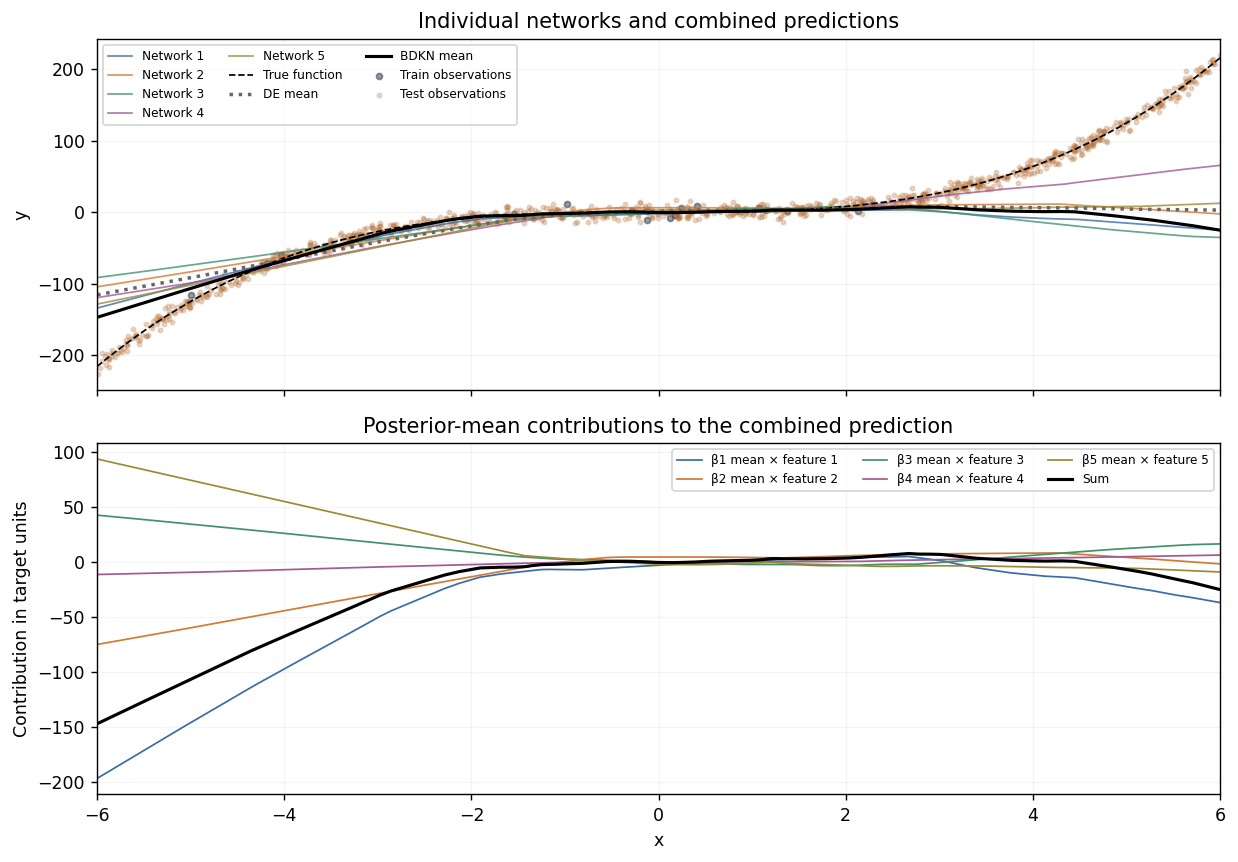 Individual networks and combined predictions
Network 1
Network 2
Network 3
Network 4
Network 5
True function
DE mean
BDKN mean
Train observations
Test observations
y
200
100
0
−100
−200
Posterior-mean contributions to the combined prediction
β1 mean × feature 1
β2 mean × feature 2
β3 mean × feature 3
β4 mean × feature 4
β5 mean × feature 5
Sum
Contribution in target units
100
50
0
−50
−100
−150
−200
−6 −4 −2 0 2 4 6
x